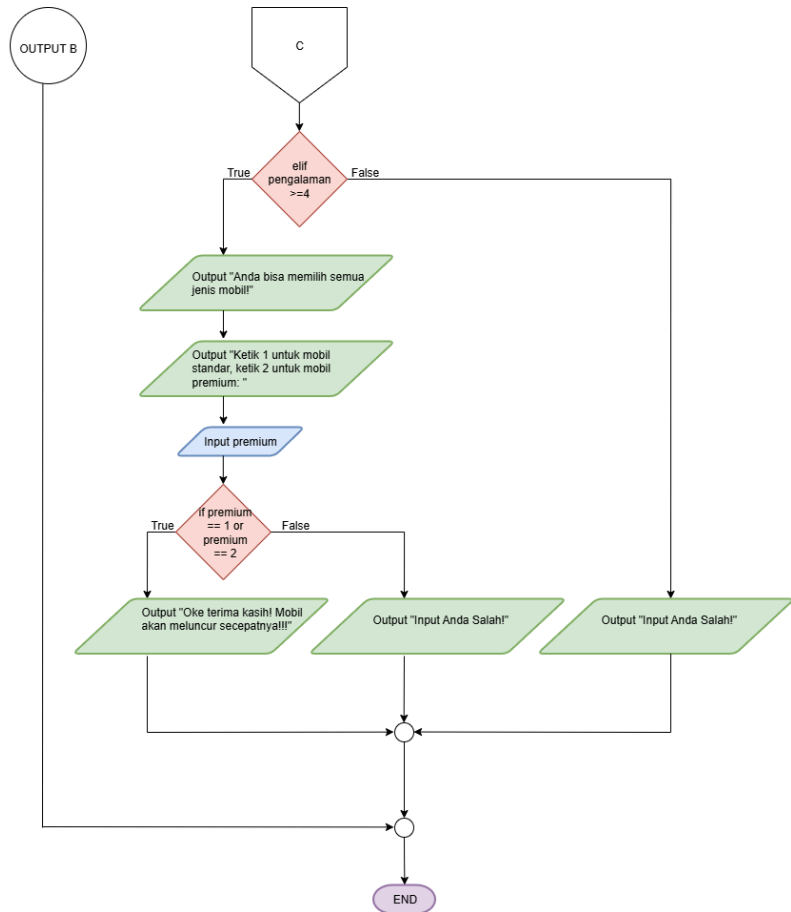 OUTPUT B
C
elif
pengalaman
>=4
True
False
Output "Anda bisa memilih semua
jenis mobil!"
Output "Ketik 1 untuk mobil
standar, ketik 2 untuk mobil
premium: "
Input premium
if premium
== 1 or
premium
== 2
True
False
Output "Oke terima kasih! Mobil
akan meluncur secepatnya!!!"
Output "Input Anda Salah!"
Output "Input Anda Salah!"
END